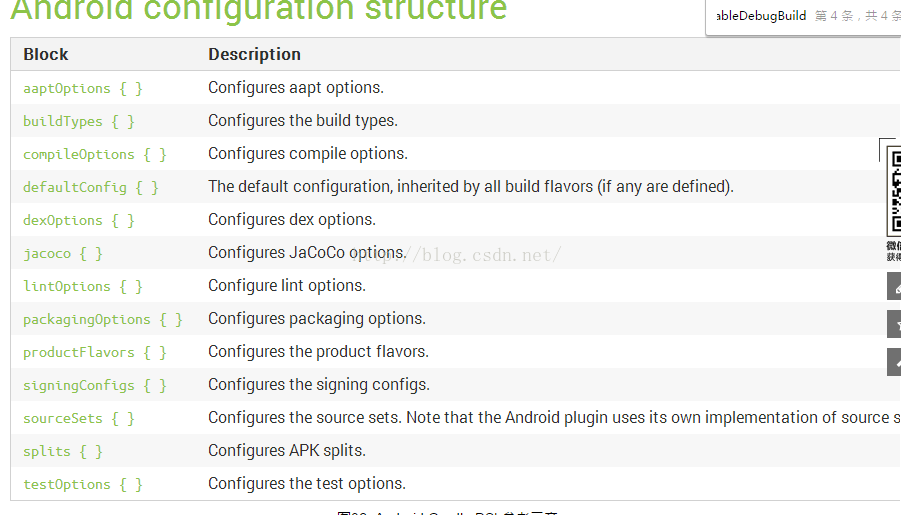 Android configuration structure
ableDebugBuild 第 4 条，共 4 条
Block Description
aaptOptions { } Configures aapt options.
buildTypes { } Configures the build types.
compileOptions { } Configures compile options.
defaultConfig { } The default configuration, inherited by all build flavors (if any are defined).
dexOptions { } Configures dex options.
jacoco { } Configures JaCoCo options.
http://blog.csdn.net/
lintOptions { } Configure lint options.
packagingOptions { } Configures packaging options.
productFlavors { } Configures the product flavors.
signingConfigs { } Configures the signing configs.
sourceSets { } Configures the source sets. Note that the Android plugin uses its own implementation of source s
splits { } Configures APK splits.
testOptions { } Configures the test options.
微信
获得